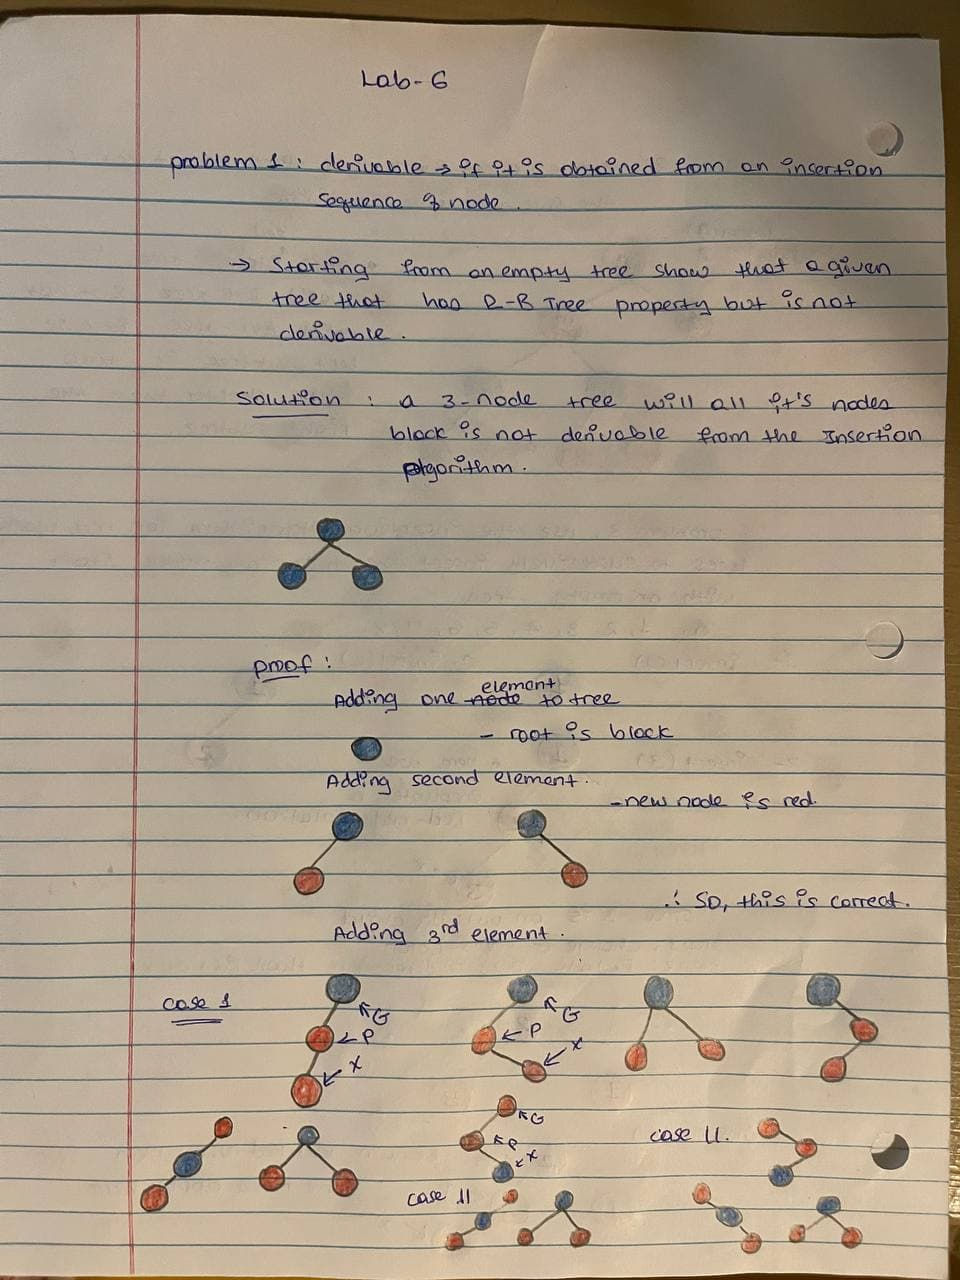 Lab-6
problem 1 : derivable → if it is obtained from an insertion
sequence of node.
→ Starting from an empty tree show that a given
tree that has R-B Tree property but is not
derivable.
Solution : a 3-node tree will all it's nodes
black is not derivable from the Insertion
algorithm.
proof :
element
Adding one node to tree
- root is black
Adding second element.
- new node is red.
∴ So, this is correct.
Adding 3rd element.
case 1
G
P
X
G
P
X
G
P
X
case II.
case II